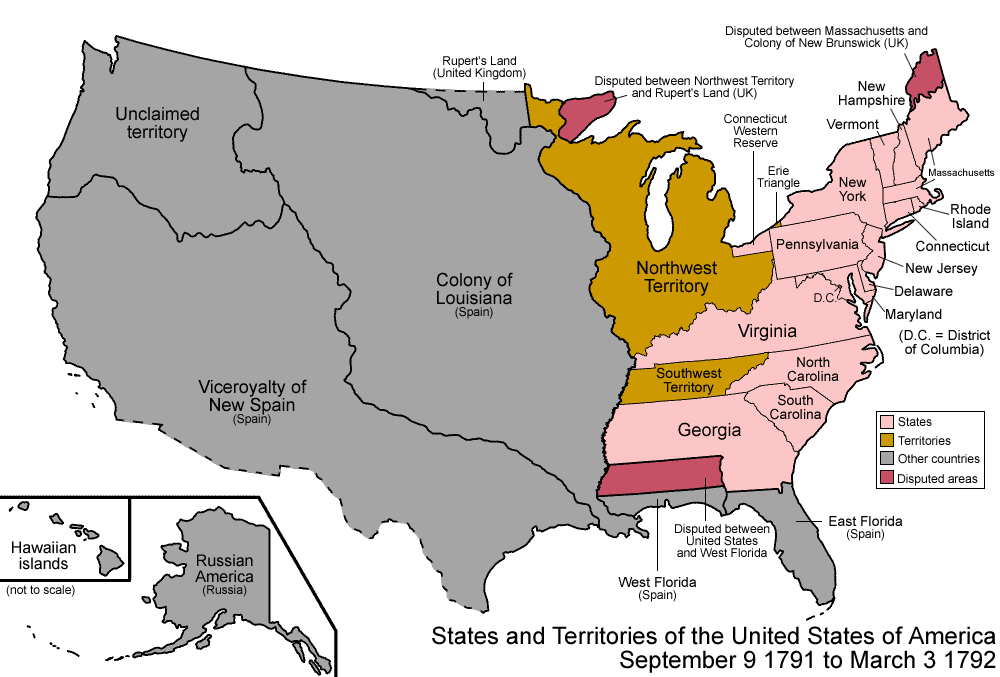 Disputed between Massachusetts and
Colony of New Brunswick (UK)
Rupert's Land
(United Kingdom)
Disputed between Northwest Territory
and Rupert's Land (UK)
New
Hampshire
Vermont
Connecticut
Western
Reserve
Erie
Triangle
Massachusetts
Unclaimed
territory
New
York
Rhode
Island
Connecticut
Pennsylvania
New Jersey
Northwest
Territory
Colony of
Louisiana
(Spain)
Delaware
D.C.
Maryland
(D.C. = District
of Columbia)
Virginia
North
Carolina
Southwest
Territory
Viceroyalty of
New Spain
(Spain)
South
Carolina
Georgia
States
Territories
Other countries
Disputed areas
Disputed between
United States
and West Florida
East Florida
(Spain)
West Florida
(Spain)
Hawaiian
islands
(not to scale)
Russian
America
(Russia)
States and Territories of the United States of America
September 9 1791 to March 3 1792